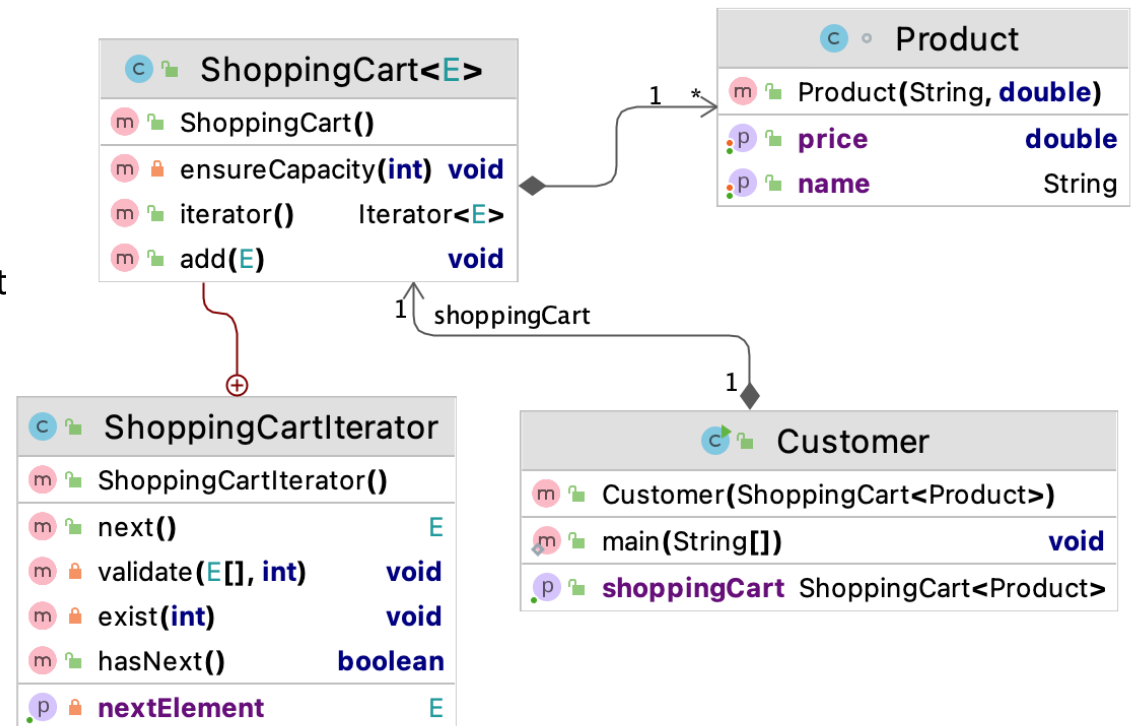 ShoppingCart<E>
ShoppingCart()
ensureCapacity(int) void
iterator() Iterator<E>
add(E) void
Product
Product(String, double)
price double
name String
1 *
t
1 shoppingCart
1
ShoppingCartIterator
ShoppingCartIterator()
next() E
validate(E[], int) void
exist(int) void
hasNext() boolean
nextElement E
Customer
Customer(ShoppingCart<Product>)
main(String[]) void
shoppingCart ShoppingCart<Product>